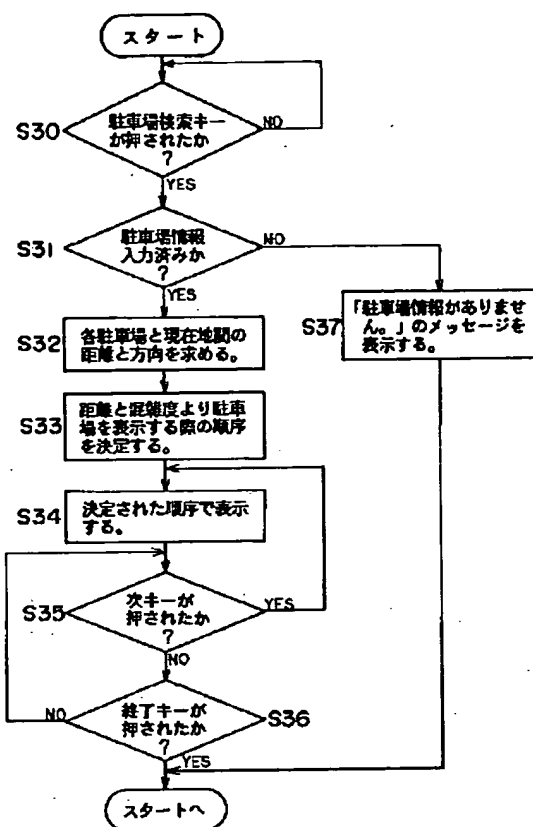 スタート
駐車場検索キー
が押されたか
?
NO
S30
YES
駐車場情報
入力済みか
?
NO
S31
YES
S32
各駐車場と現在地間の
距離と方向を求める。
「駐車場情報がありませ
ん。」のメッセージを
表示する。
S37
S33
距離と混雑度より駐車
場を表示する際の順序
を決定する。
S34
決定された順序で表示
する。
次キーが
押されたか
?
YES
S35
NO
終了キーが
押されたか
?
NO
S36
YES
スタートへ